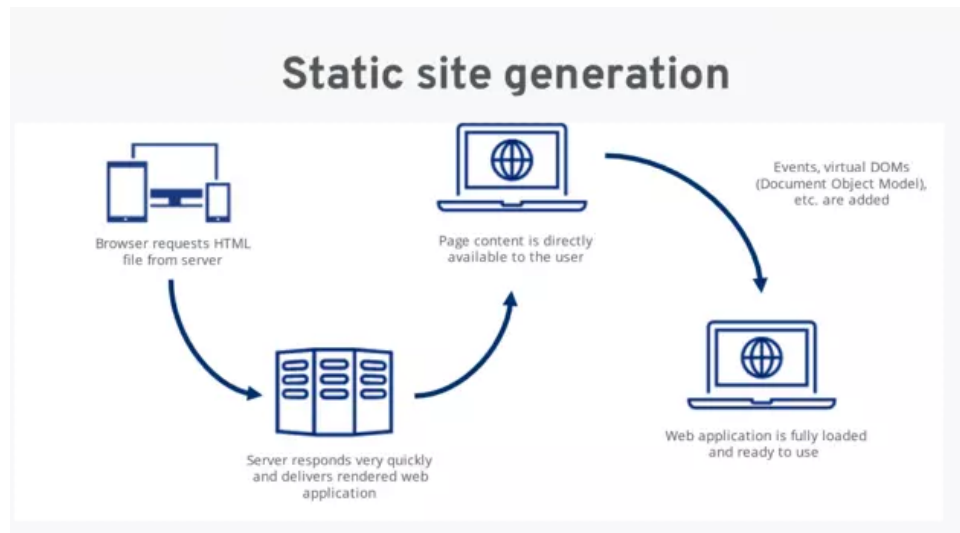 Static site generation
Browser requests HTML
file from server
Server responds very quickly
and delivers rendered web
application
Page content is directly
available to the user
Events, virtual DOMs
(Document Object Model),
etc. are added
Web application is fully loaded
and ready to use